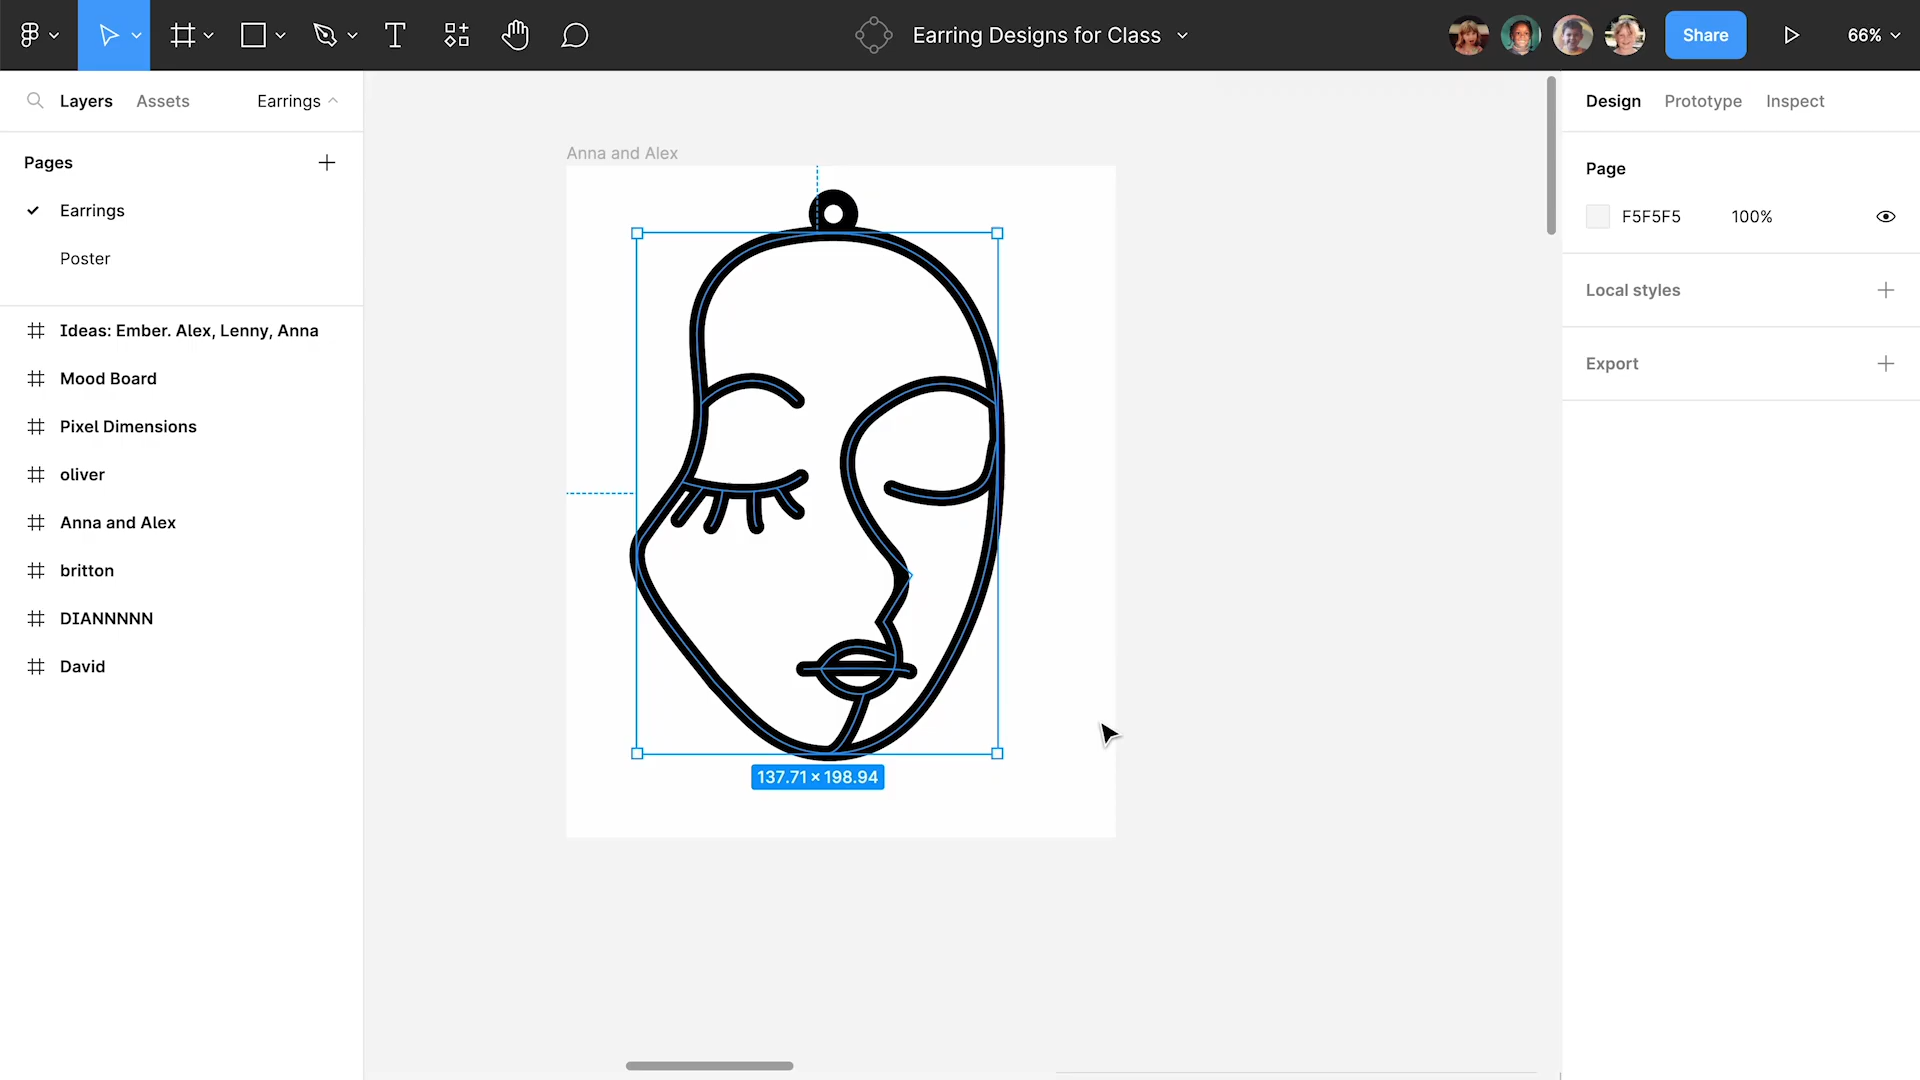 Earring Designs for Class
Share
66%
Layers
Assets
Earrings
Pages
Earrings
Poster
Ideas: Ember. Alex, Lenny, Anna
Mood Board
Pixel Dimensions
oliver
Anna and Alex
britton
DIANNNNN
David
Anna and Alex
137.71 × 198.94
Design
Prototype
Inspect
Page
F5F5F5
100%
Local styles
Export